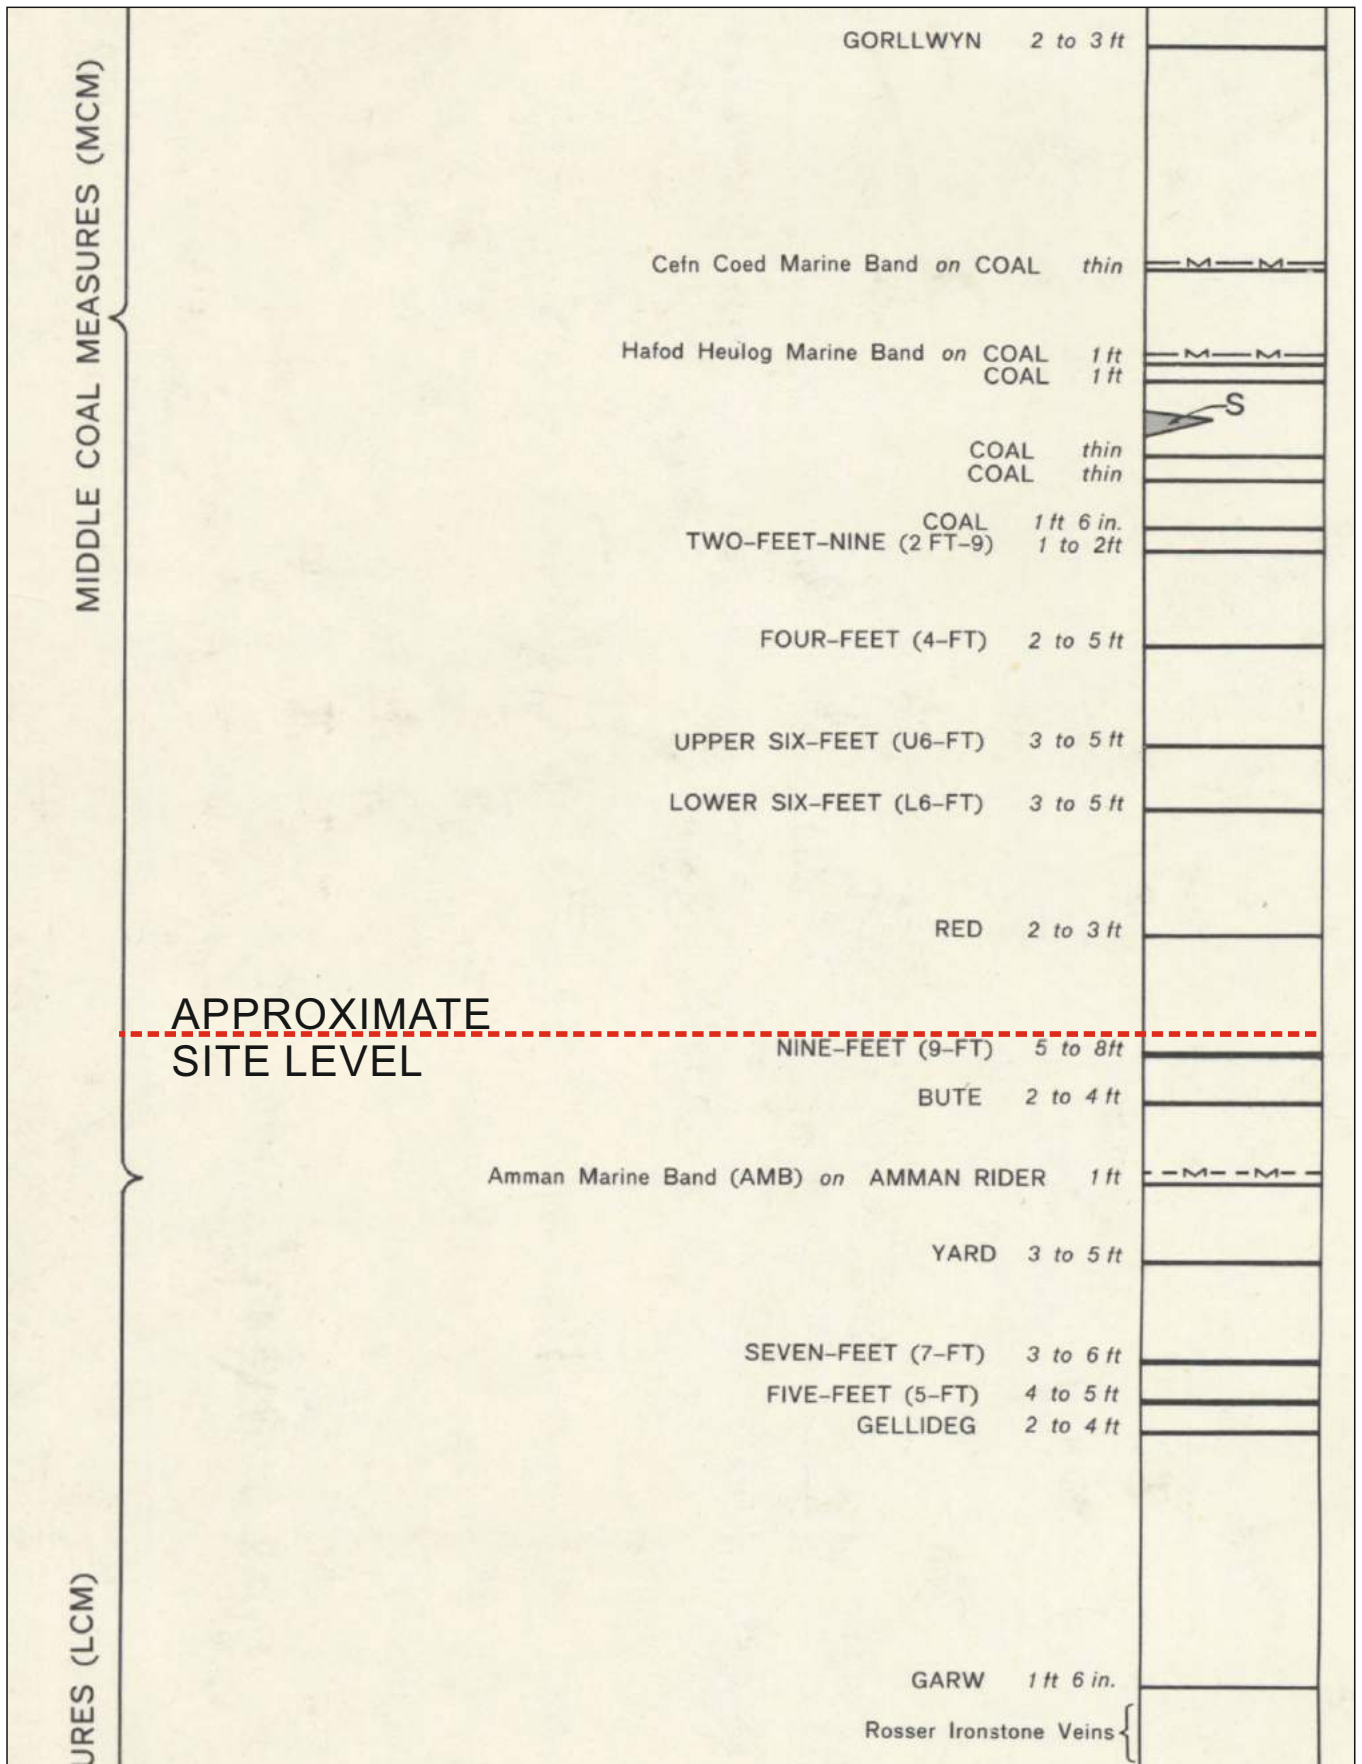 GORLLWYN 2 to 3 ft
MIDDLE COAL MEASURES (MCM)
Cefn Coed Marine Band on COAL thin
M M
Hafod Heulog Marine Band on COAL 1 ft
M M
COAL 1 ft
S
COAL thin
COAL thin
COAL 1 ft 6 in.
TWO-FEET-NINE (2 FT-9) 1 to 2ft
FOUR-FEET (4-FT) 2 to 5 ft
UPPER SIX-FEET (U6-FT) 3 to 5 ft
LOWER SIX-FEET (L6-FT) 3 to 5 ft
RED 2 to 3 ft
APPROXIMATE
SITE LEVEL
NINE-FEET (9-FT) 5 to 8ft
BUTE 2 to 4 ft
Amman Marine Band (AMB) on AMMAN RIDER 1 ft
M M
YARD 3 to 5 ft
SEVEN-FEET (7-FT) 3 to 6 ft
FIVE-FEET (5-FT) 4 to 5 ft
GELLIDEG 2 to 4 ft
URES (LCM)
GARW 1 ft 6 in.
Rosser Ironstone Veins